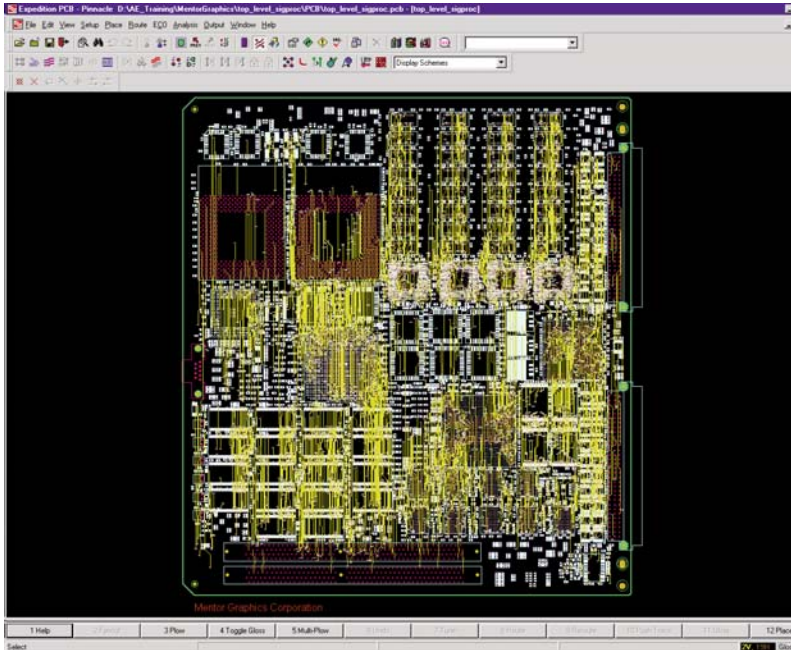 Expedition PCB - Pinnacle D:\AE_Training\MentorGraphics\top_level_sigproc\PCB\top_level_sigproc.pcb - [top_level_sigproc]
File Edit View Setup Place Route ECO Analysis Output Window Help
Display Schemes
Mentor Graphics Corporation
1 Help 3 Plow 4 Toggle Gloss 5 Multi-Plow 12 Place
Select 2V